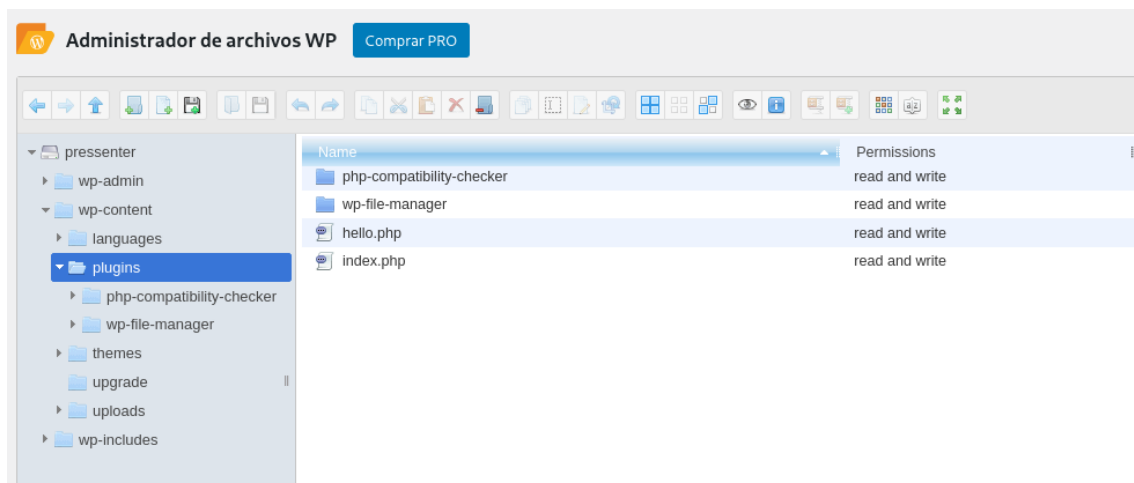 Administrador de archivos WP Comprar PRO
pressenter
wp-admin
wp-content
languages
plugins
php-compatibility-checker
wp-file-manager
themes
upgrade
uploads
wp-includes
Name Permissions
php-compatibility-checker read and write
wp-file-manager read and write
hello.php read and write
index.php read and write